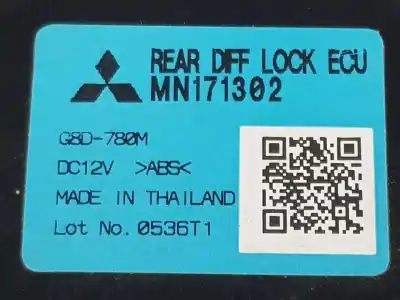 REAR DIFF LOCK ECU
MN171302
G8D-780M
DC12V >ABS<
MADE IN THAILAND
Lot No. 0536T1